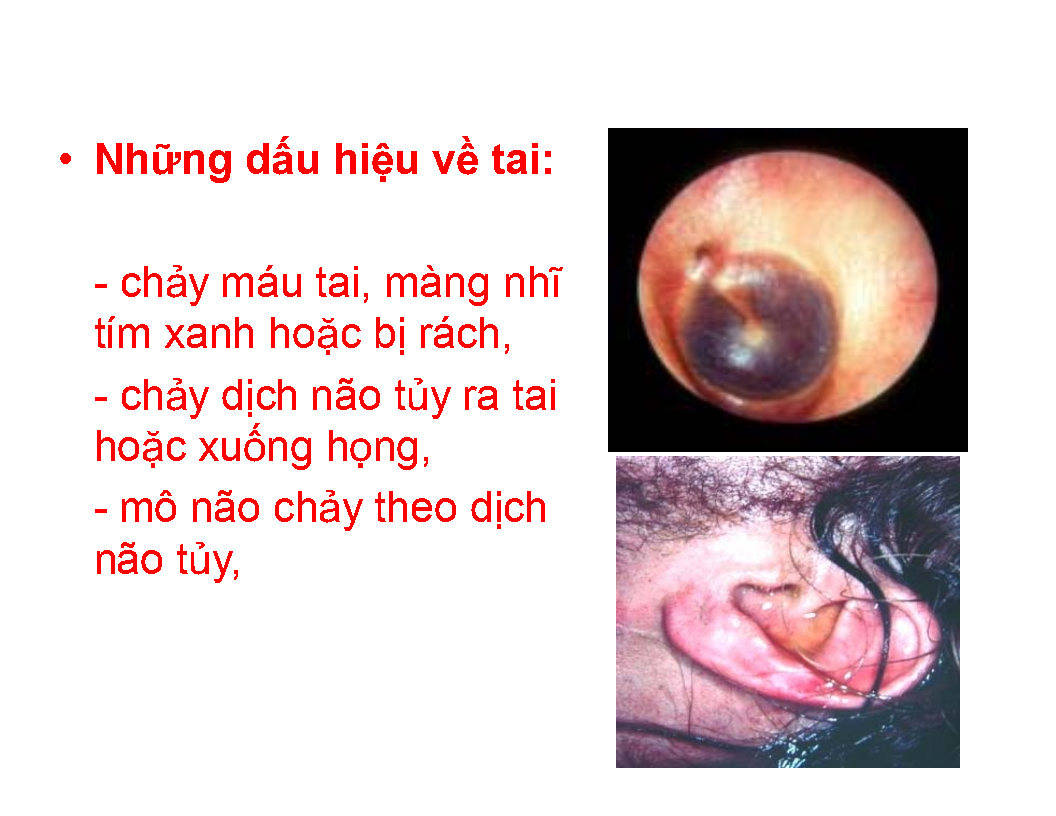 • Những dấu hiệu về tai:
- chảy máu tai, màng nhĩ
tím xanh hoặc bị rách,
- chảy dịch não tủy ra tai
hoặc xuống họng,
- mô não chảy theo dịch
não tủy,